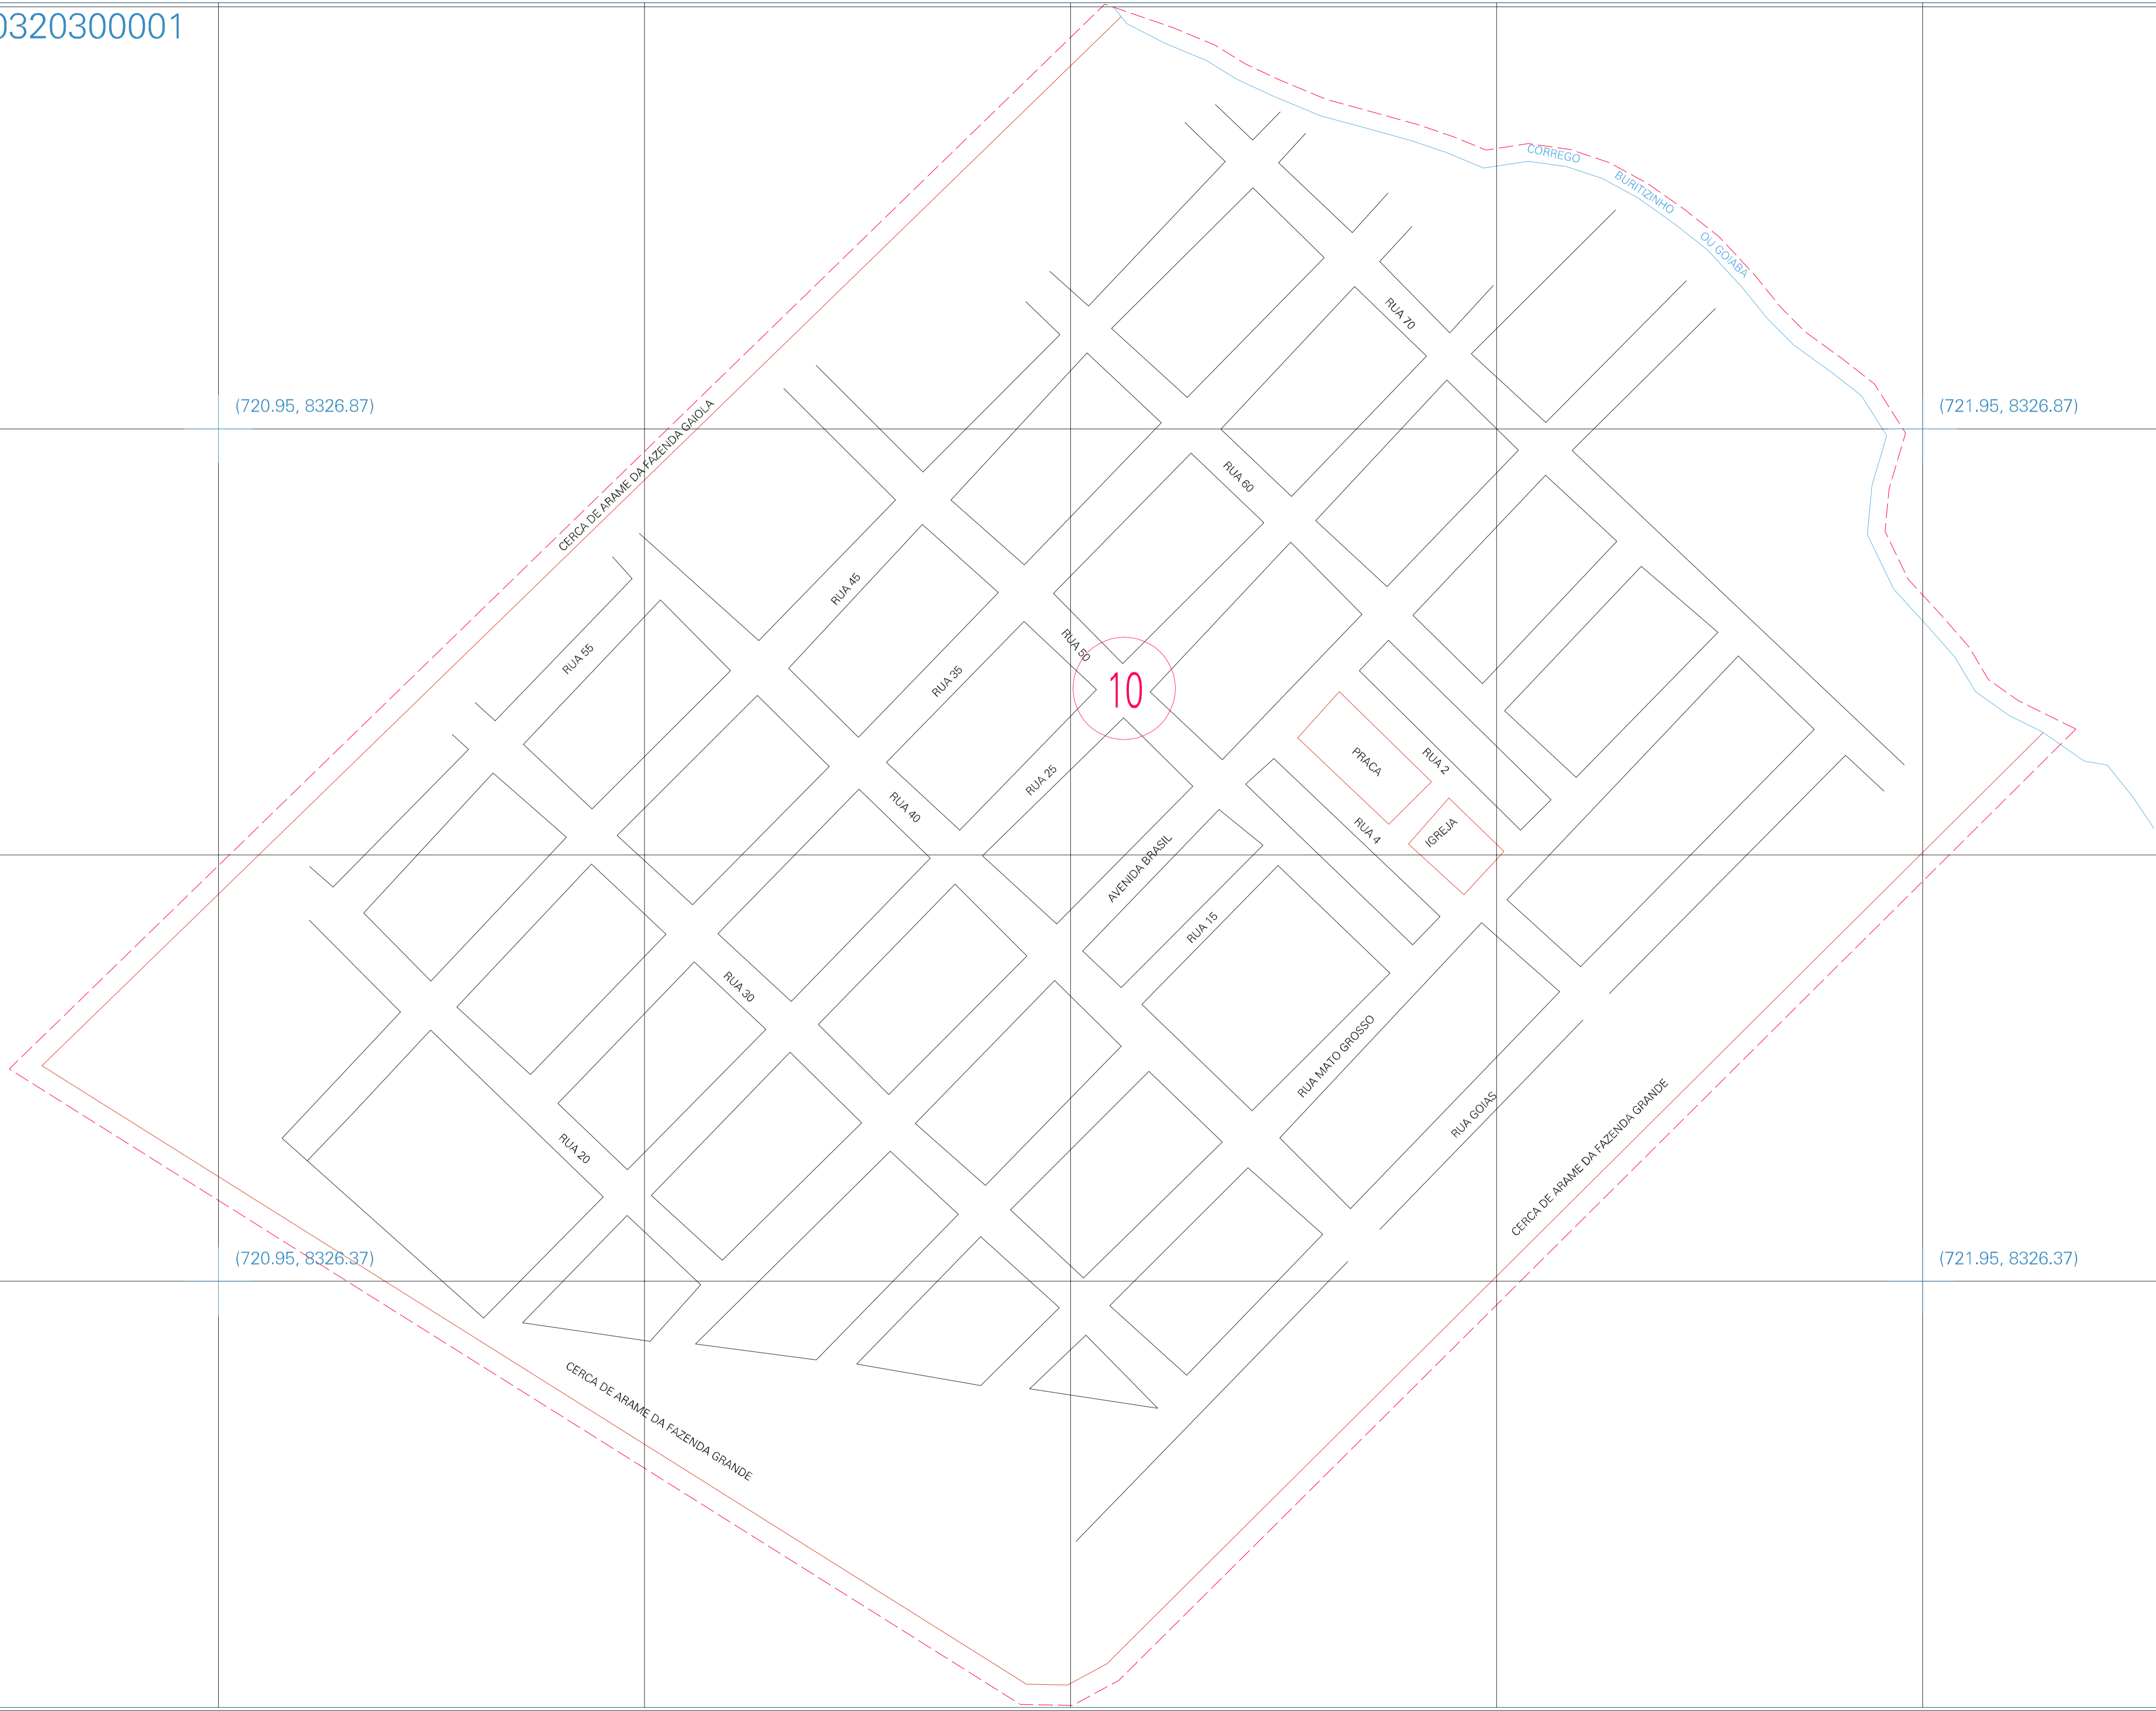 0320300001
CORREGO
BURITIZINHO
OU GOIABA
RUA 70
(720.95, 8326.87)
(721.95, 8326.87)
CERCA DE ARAME DA FAZENDA GAIOLA
RUA 60
RUA 45
RUA 55
RUA 50
RUA 35
10
RUA 25
PRACA
RUA 2
RUA 40
RUA 4
IGREJA
AVENIDA BRASIL
RUA 15
RUA 30
RUA MATO GROSSO
RUA GOIAS
RUA 20
CERCA DE ARAME DA FAZENDA GRANDE
(720.95, 8326.37)
(721.95, 8326.37)
CERCA DE ARAME DA FAZENDA GRANDE